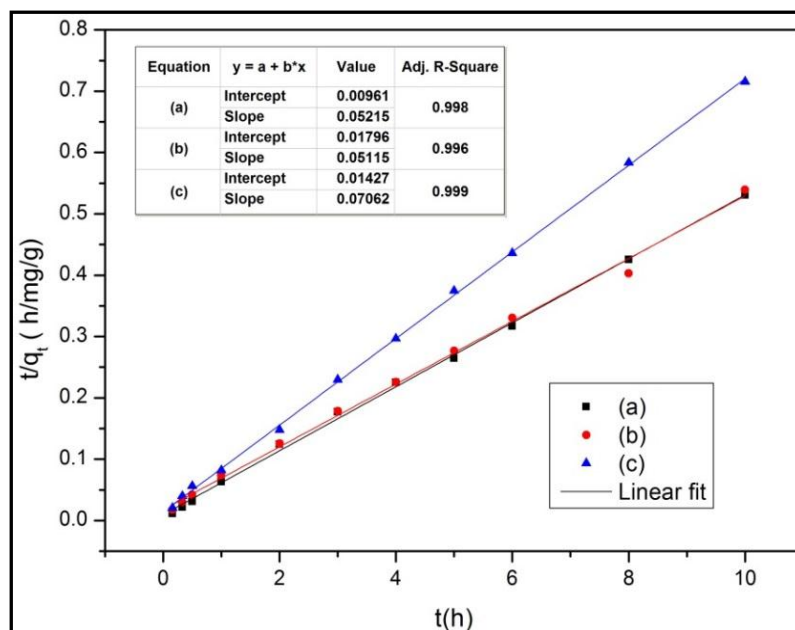 Equation y = a + b*x Value Adj. R-Square
(a) Intercept 0.00961 0.998
Slope 0.05215
(b) Intercept 0.01796 0.996
Slope 0.05115
(c) Intercept 0.01427 0.999
Slope 0.07062
0.8
0.7
0.6
0.5
0.4
0.3
0.2
0.1
0.0
t/qt ( h/mg/g)
(a)
(b)
(c)
Linear fit
0 2 4 6 8 10
t(h)